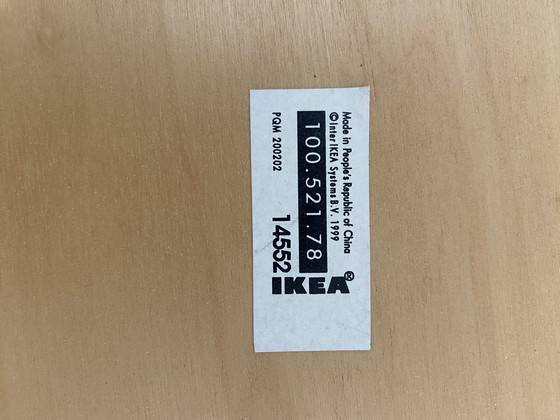 Made in People's Republic of China
© Inter IKEA Systems B.V. 1999
100.521.78
PQM 200202
14552
IKEA®